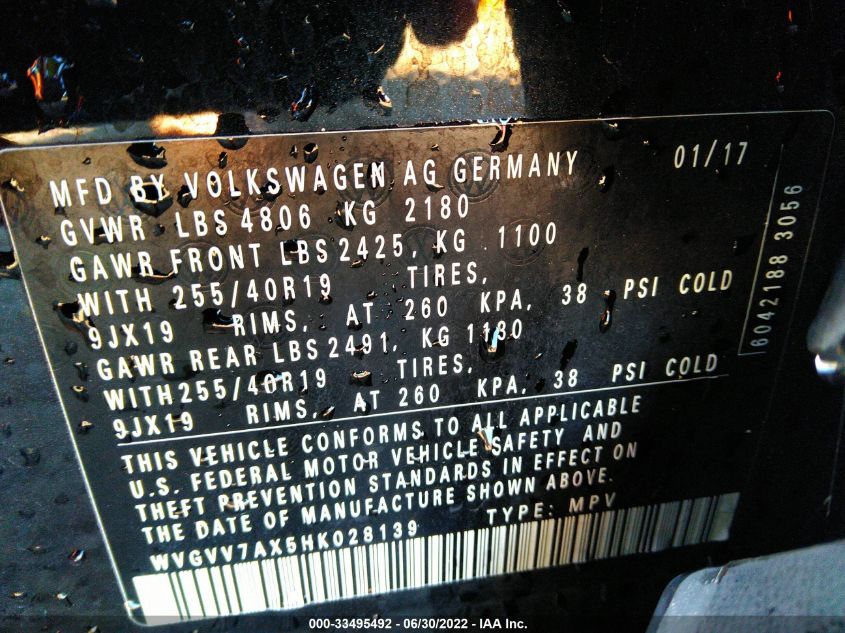 MFD BY VOLKSWAGEN AG GERMANY 01/17
GVWR LBS 4806 KG 2180
GAWR FRONT LBS 2425, KG 1100
WITH 255/40R19 TIRES,
9JX19 RIMS, AT 260 KPA, 38 PSI COLD
GAWR REAR LBS 2491, KG 1130
WITH 255/40R19 TIRES,
9JX19 RIMS, AT 260 KPA, 38 PSI COLD
6042188 3056
THIS VEHICLE CONFORMS TO ALL APPLICABLE
U.S. FEDERAL MOTOR VEHICLE SAFETY AND
THEFT PREVENTION STANDARDS IN EFFECT ON
THE DATE OF MANUFACTURE SHOWN ABOVE.
WVGVV7AX5HK028139 TYPE: MPV
000-33495492 - 06/30/2022 - IAA Inc.